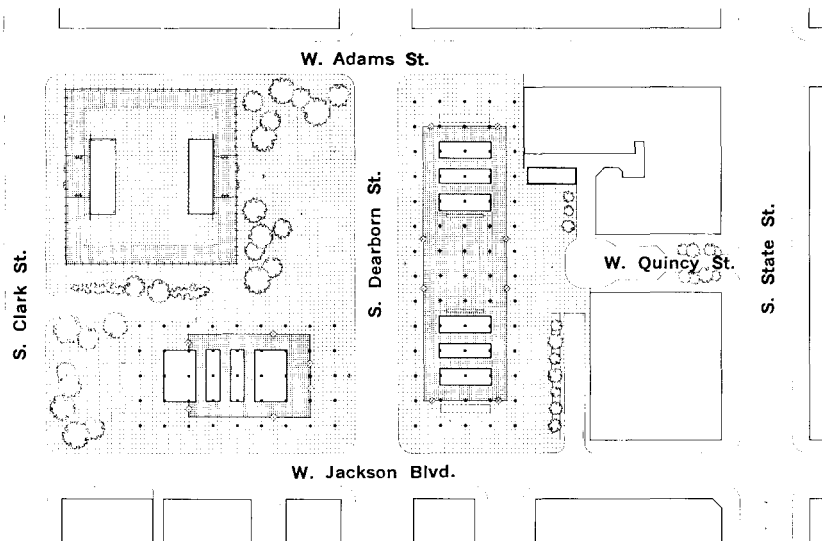 W. Adams St.
S. Clark St.
S. Dearborn St.
W. Quincy St.
S. State St.
W. Jackson Blvd.